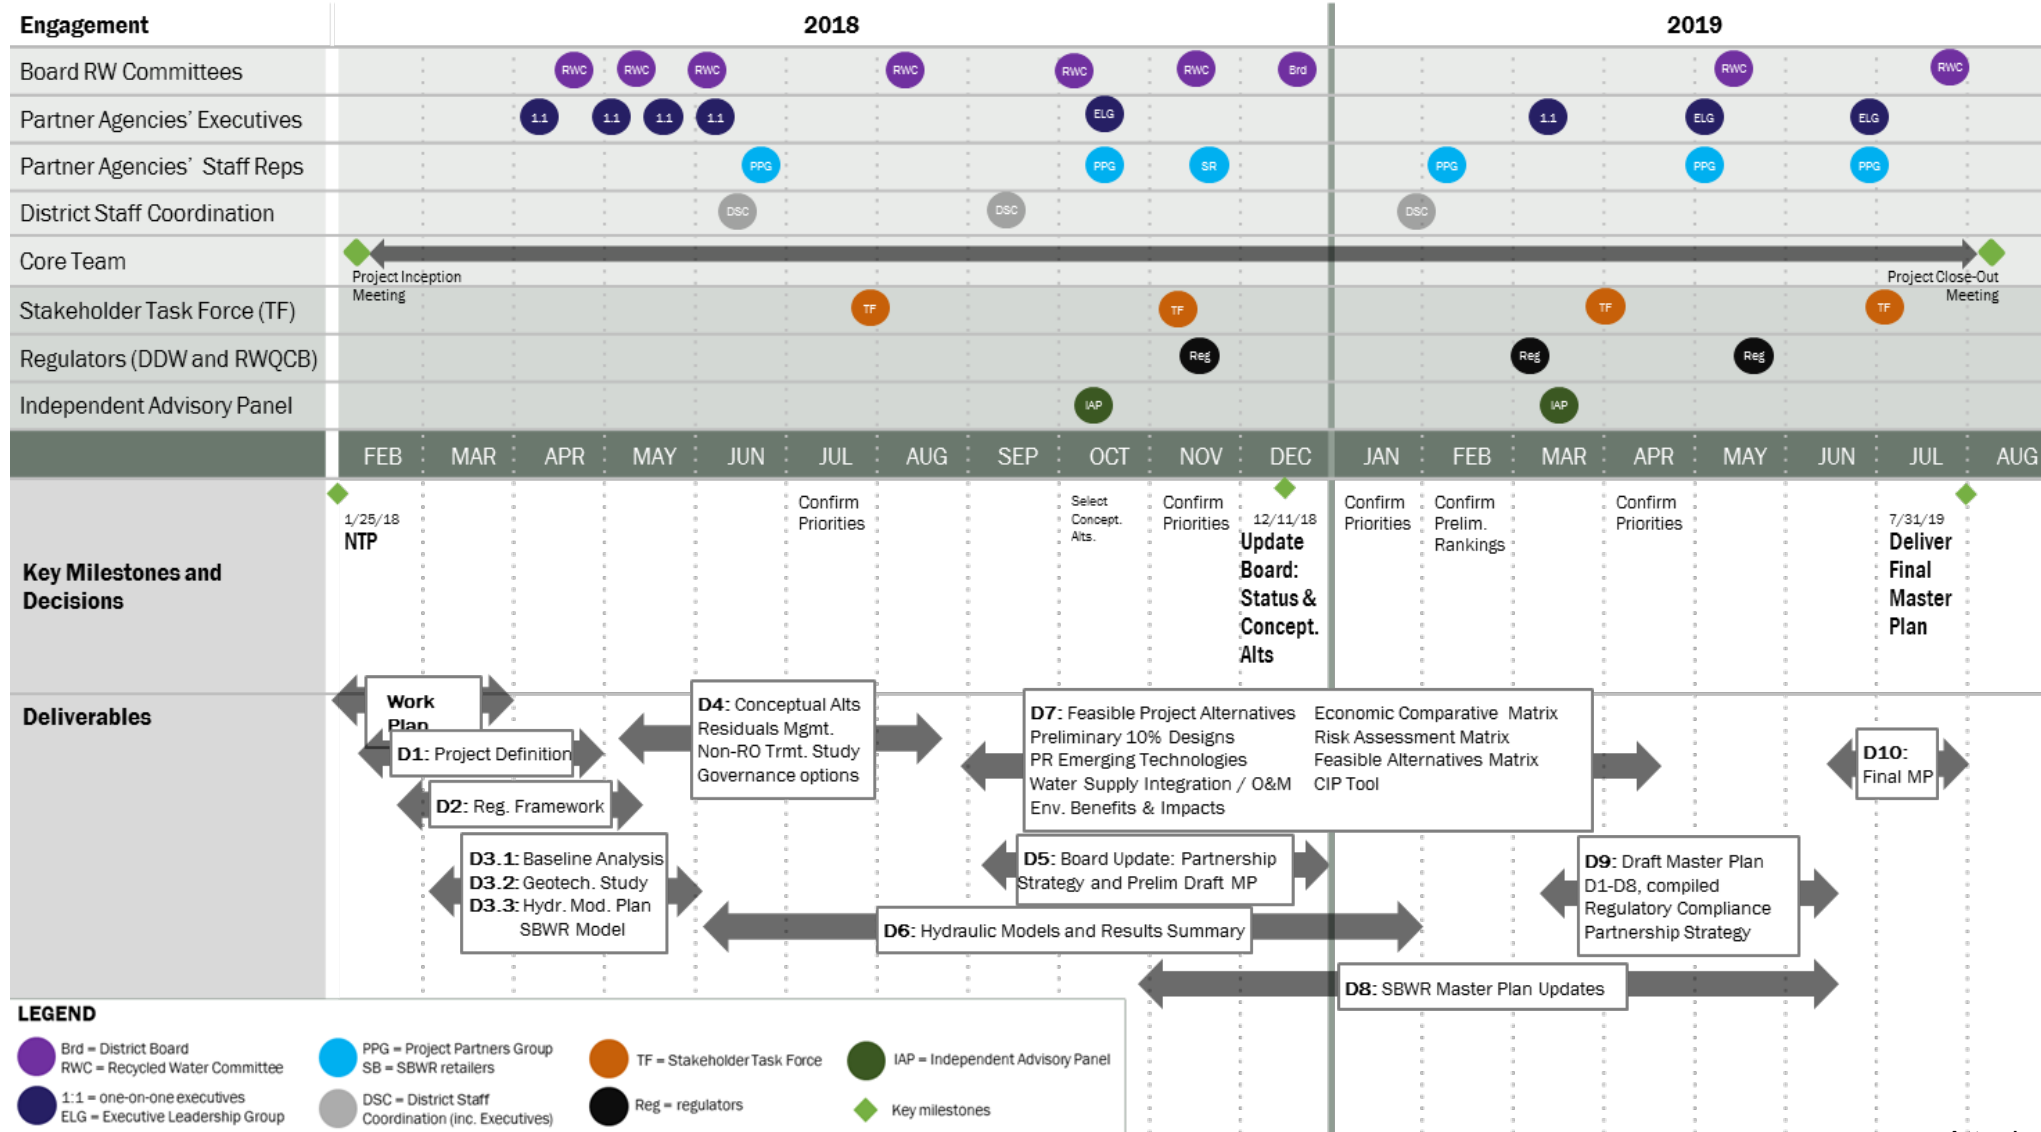 Engagement 2018 2019
Board RW Committees RWC RWC RWC RWC RWC RWC Brd RWC RWC
Partner Agencies' Executives 1:1 1:1 1:1 1:1 ELG 1:1 ELG ELG
Partner Agencies' Staff Reps PPG PPG SR PPG PPG PPG
District Staff Coordination DSC DSC DSC
Core Team
Project Inception
Meeting
Project Close-Out
Meeting
Stakeholder Task Force (TF) TF TF TF TF
Regulators (DDW and RWQCB) Reg Reg Reg
Independent Advisory Panel IAP IAP
FEB MAR APR MAY JUN JUL AUG SEP OCT NOV DEC JAN FEB MAR APR MAY JUN JUL AUG
Key Milestones and
Decisions
1/25/18
NTP
Confirm
Priorities
Select
Concept.
Alts.
Confirm
Priorities
12/11/18
Update
Board:
Status &
Concept.
Alts
Confirm
Priorities
Confirm
Prelim.
Rankings
Confirm
Priorities
7/31/19
Deliver
Final
Master
Plan
Deliverables
Work
Plan
D1: Project Definition
D2: Reg. Framework
D3.1: Baseline Analysis
D3.2: Geotech. Study
D3.3: Hydr. Mod. Plan
SBWR Model
D4: Conceptual Alts
Residuals Mgmt.
Non-RO Trmt. Study
Governance options
D7: Feasible Project Alternatives
Preliminary 10% Designs
PR Emerging Technologies
Water Supply Integration / O&M
Env. Benefits & Impacts
Economic Comparative Matrix
Risk Assessment Matrix
Feasible Alternatives Matrix
CIP Tool
D5: Board Update: Partnership
Strategy and Prelim Draft MP
D6: Hydraulic Models and Results Summary
D8: SBWR Master Plan Updates
D9: Draft Master Plan
D1-D8, compiled
Regulatory Compliance
Partnership Strategy
D10:
Final MP
LEGEND
Brd = District Board
RWC = Recycled Water Committee
1:1 = one-on-one executives
ELG = Executive Leadership Group
PPG = Project Partners Group
SB = SBWR retailers
DSC = District Staff
Coordination (inc. Executives)
TF = Stakeholder Task Force
Reg = regulators
IAP = Independent Advisory Panel
Key milestones